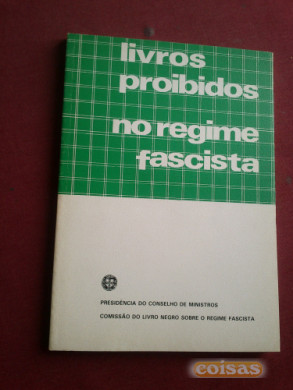 livros
proibidos
no regime
fascista
PRESIDÊNCIA DO CONSELHO DE MINISTROS
COMISSÃO DO LIVRO NEGRO SOBRE O REGIME FASCISTA
coisas